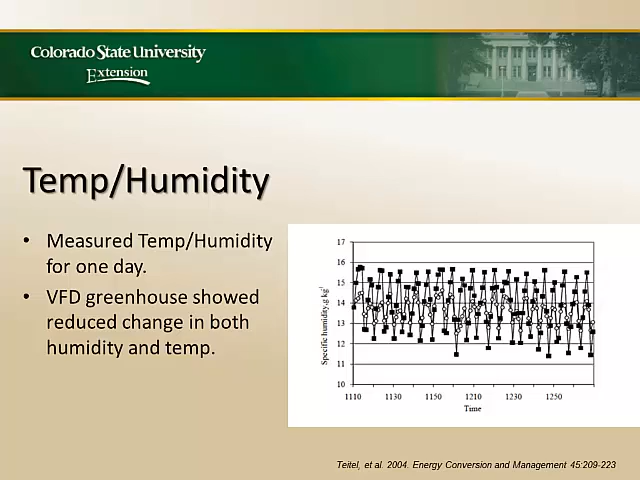 Colorado State University
Extension
Temp/Humidity
• Measured Temp/Humidity
for one day.
• VFD greenhouse showed
reduced change in both
humidity and temp.
17
16
15
14
13
12
11
10
Specific humidity, g kg⁻¹
1110 1130 1150 1210 1230 1250
Time
Teitel, et al. 2004. Energy Conversion and Management 45:209-223